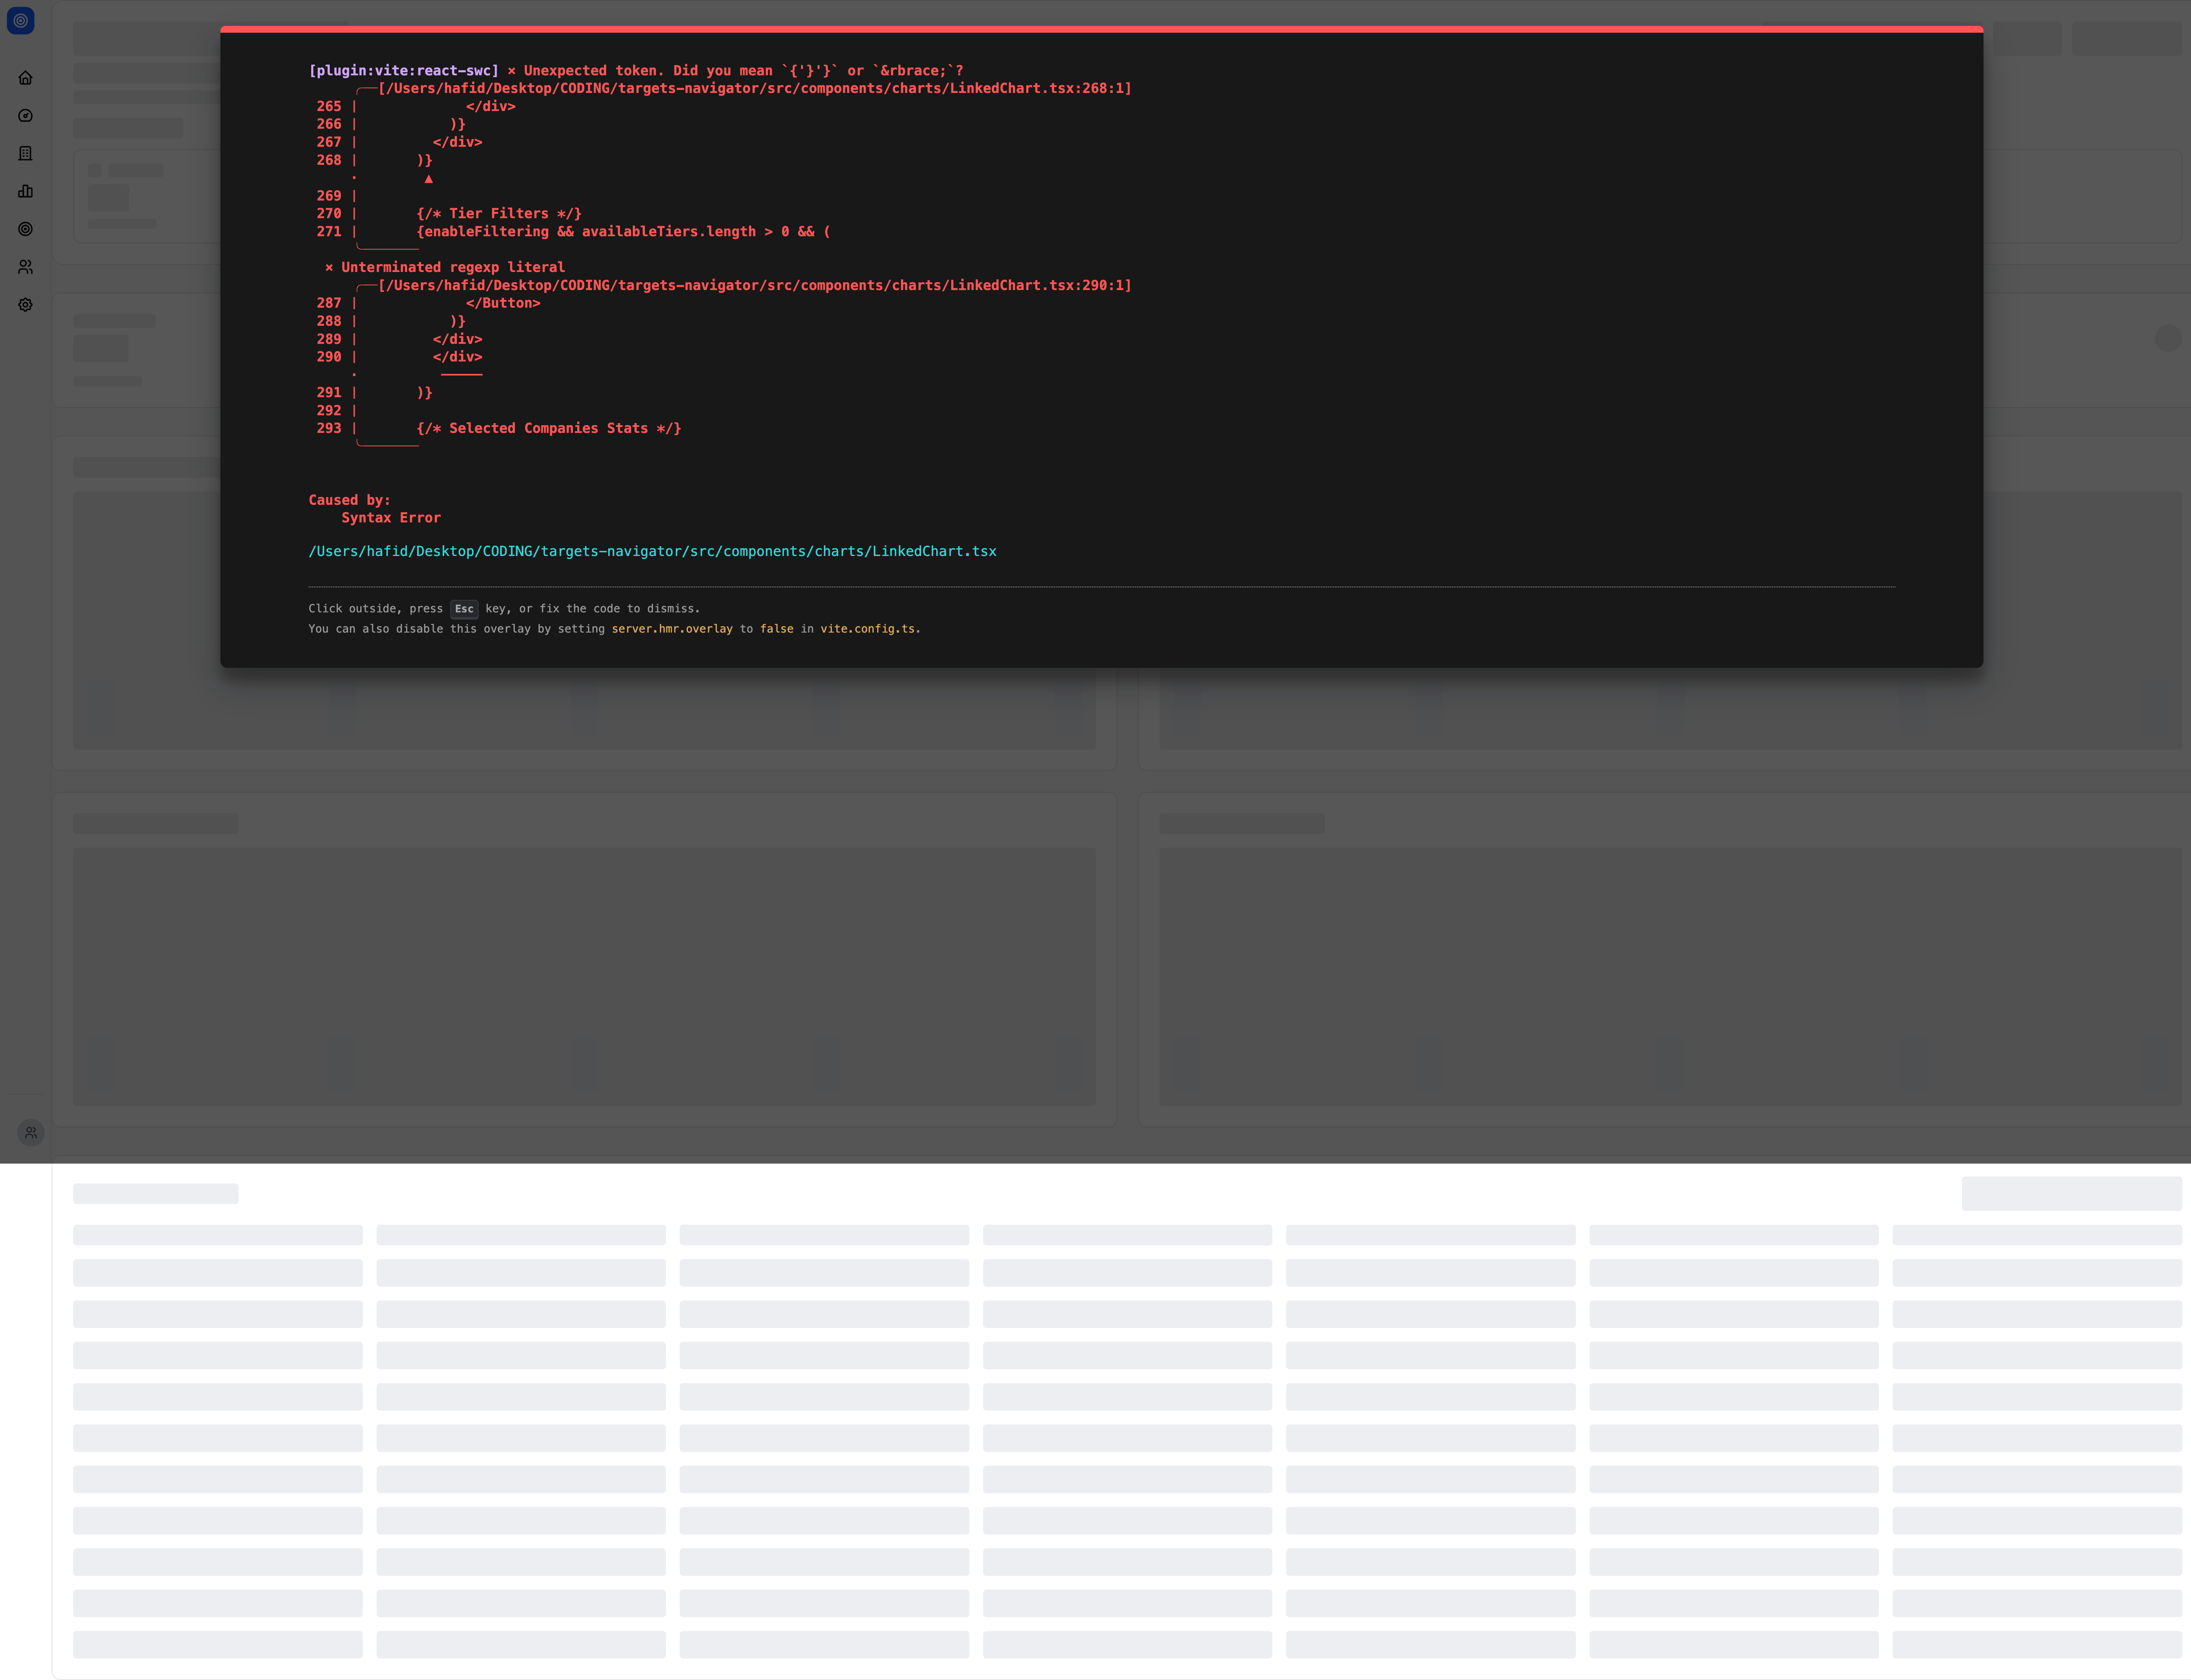 [plugin:vite:react-swc] × Unexpected token. Did you mean `{'}'}` or `&rbrace;`?
╭─[/Users/hafid/Desktop/CODING/targets-navigator/src/components/charts/LinkedChart.tsx:268:1]
265 |             </div>
266 |           )}
267 |         </div>
268 |       )}
·        ▲
269 |
270 |       {/* Tier Filters */}
271 |       {enableFiltering && availableTiers.length > 0 && (
╰────
× Unterminated regexp literal
╭─[/Users/hafid/Desktop/CODING/targets-navigator/src/components/charts/LinkedChart.tsx:290:1]
287 |             </Button>
288 |           )}
289 |         </div>
290 |         </div>
·          ─────
291 |       )}
292 |
293 |       {/* Selected Companies Stats */}
╰────
Caused by:
Syntax Error
/Users/hafid/Desktop/CODING/targets-navigator/src/components/charts/LinkedChart.tsx
Click outside, press Esc key, or fix the code to dismiss.
You can also disable this overlay by setting server.hmr.overlay to false in vite.config.ts.